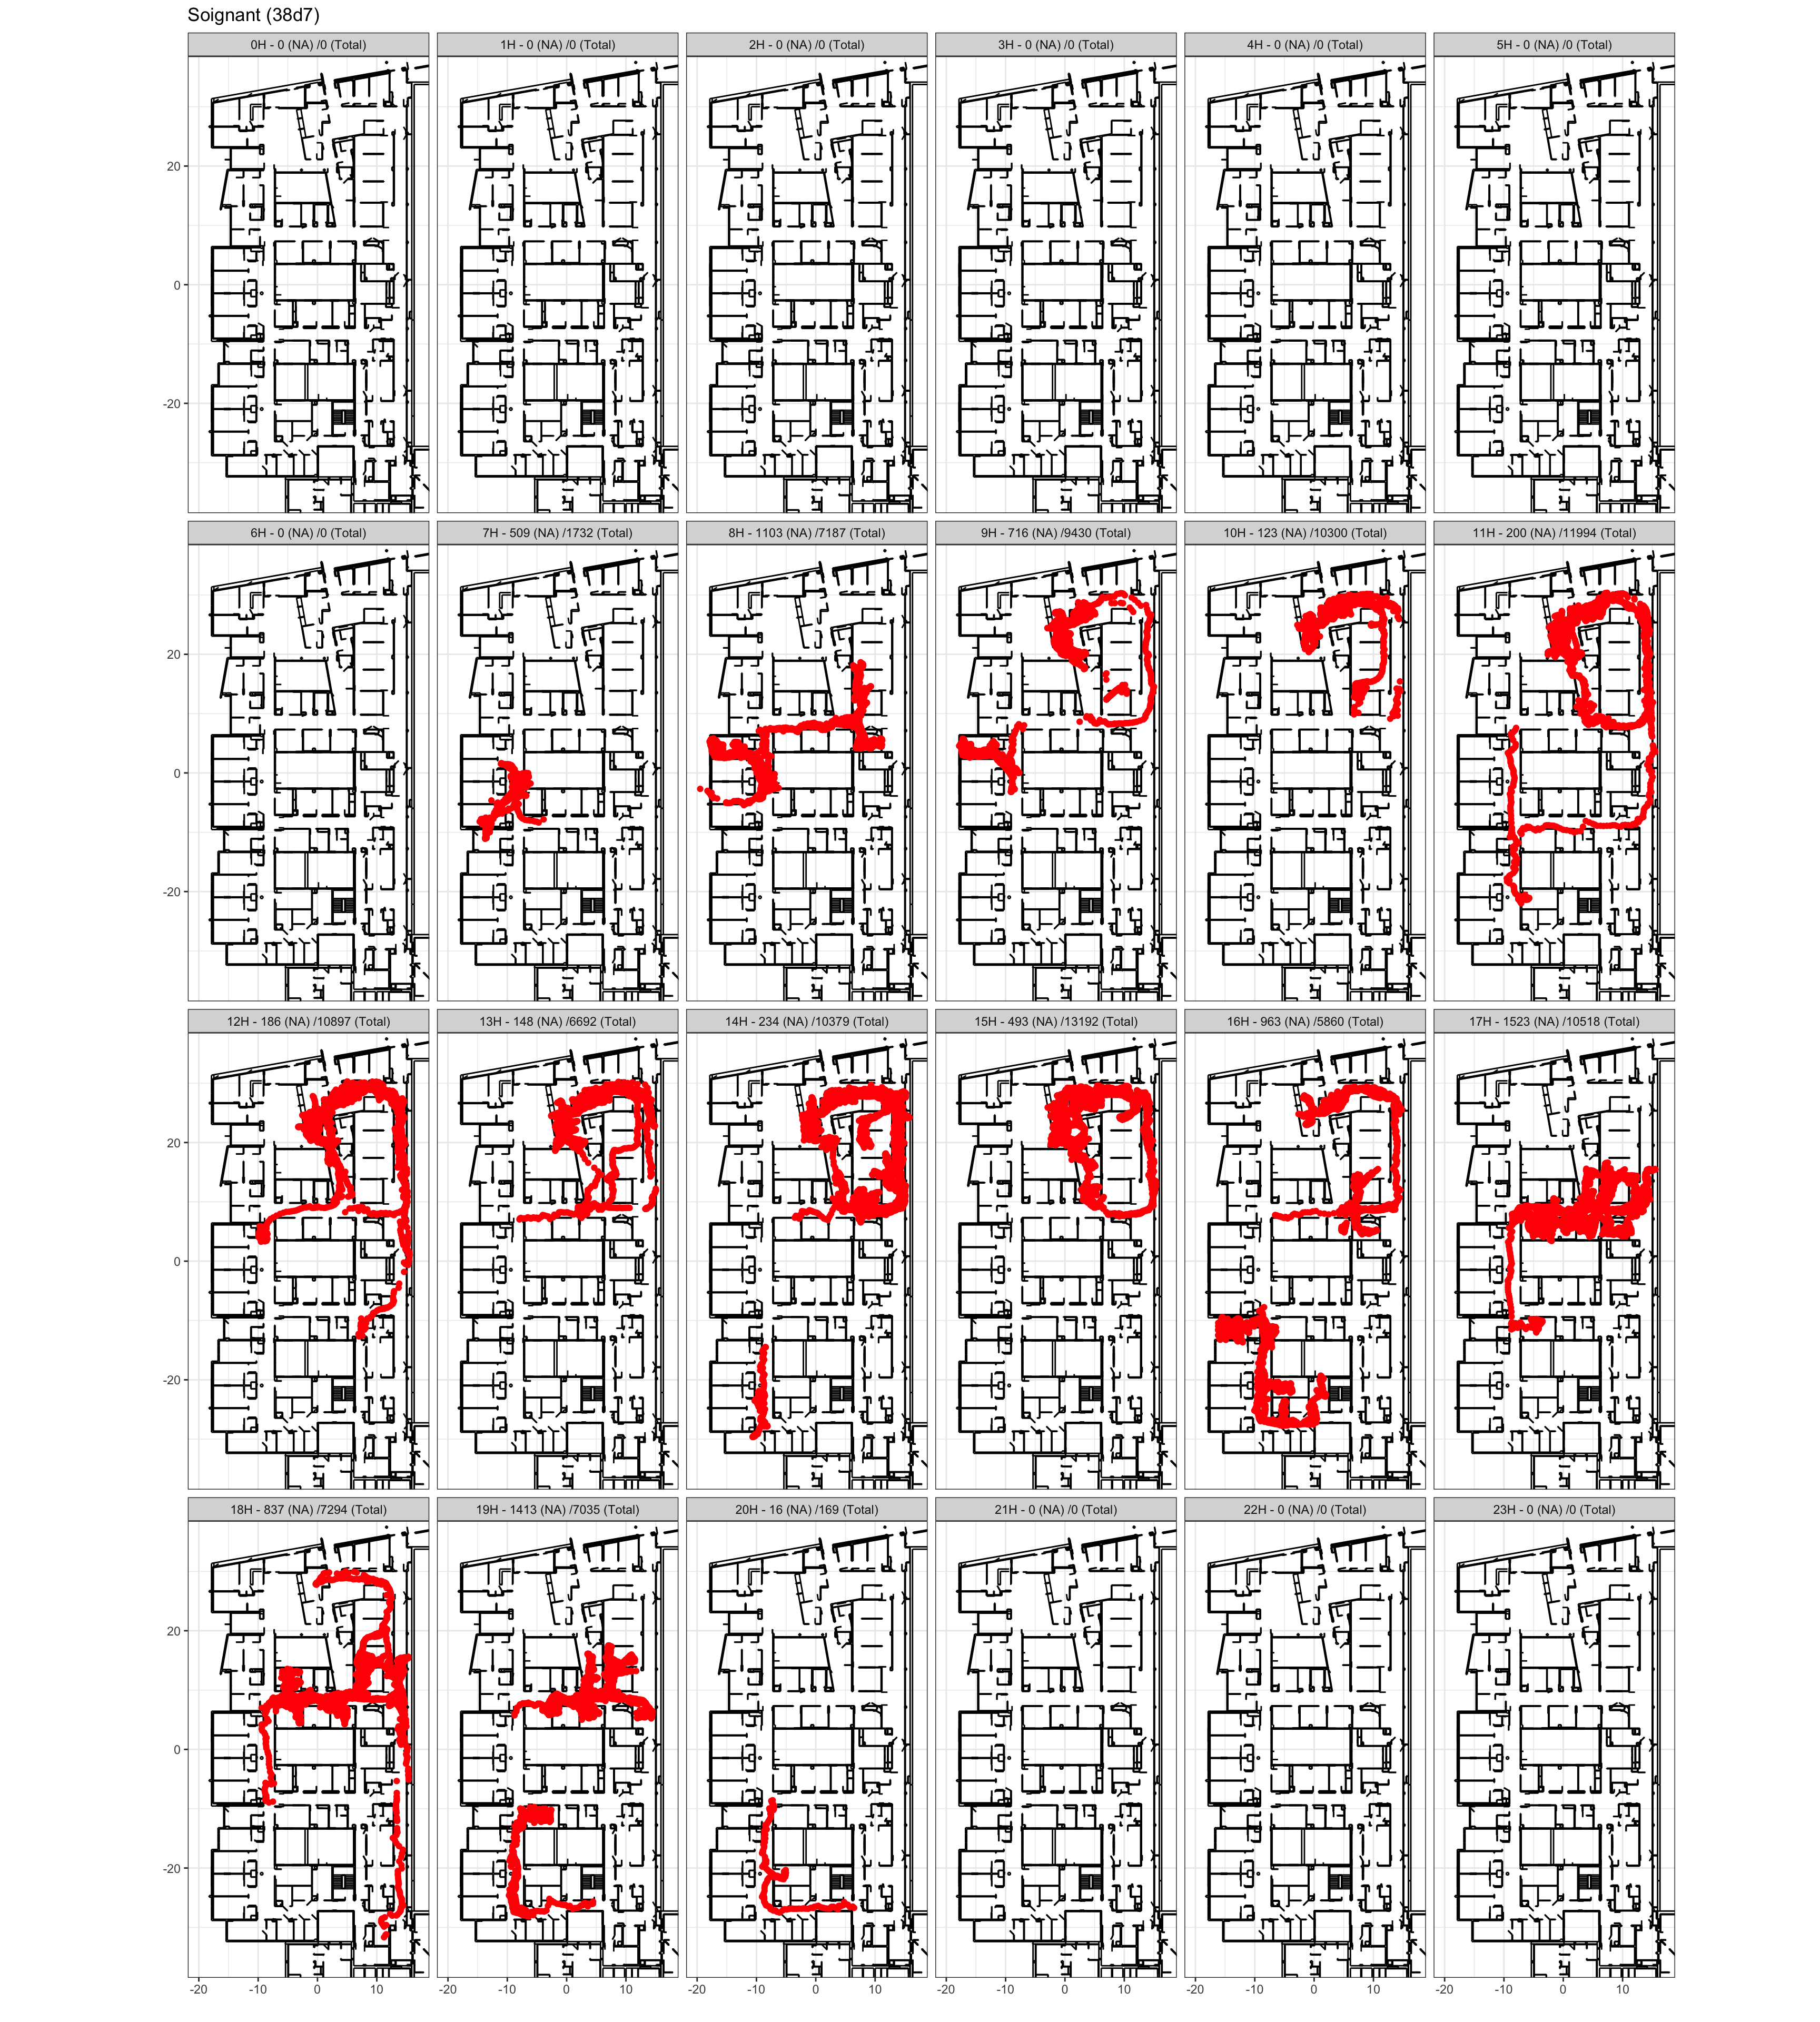 Soignant (38d7)
0H - 0 (NA) /0 (Total)
1H - 0 (NA) /0 (Total)
2H - 0 (NA) /0 (Total)
3H - 0 (NA) /0 (Total)
4H - 0 (NA) /0 (Total)
5H - 0 (NA) /0 (Total)
20
0
-20
6H - 0 (NA) /0 (Total)
7H - 509 (NA) /1732 (Total)
8H - 1103 (NA) /7187 (Total)
9H - 716 (NA) /9430 (Total)
10H - 123 (NA) /10300 (Total)
11H - 200 (NA) /11994 (Total)
20
0
-20
12H - 186 (NA) /10897 (Total)
13H - 148 (NA) /6692 (Total)
14H - 234 (NA) /10379 (Total)
15H - 493 (NA) /13192 (Total)
16H - 963 (NA) /5860 (Total)
17H - 1523 (NA) /10518 (Total)
20
0
-20
18H - 837 (NA) /7294 (Total)
19H - 1413 (NA) /7035 (Total)
20H - 16 (NA) /169 (Total)
21H - 0 (NA) /0 (Total)
22H - 0 (NA) /0 (Total)
23H - 0 (NA) /0 (Total)
20
0
-20
-20 -10 0 10
-20 -10 0 10
-20 -10 0 10
-20 -10 0 10
-20 -10 0 10
-20 -10 0 10